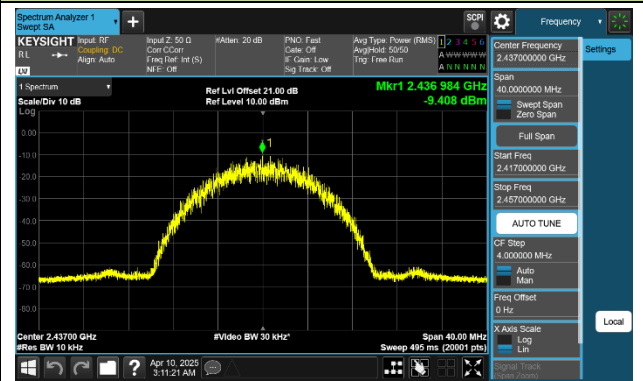 Spectrum Analyzer 1
Swept SA
SCPI
Frequency
KEYSIGHT
RL
Input: RF
Coupling: DC
Align: Auto
Input Z: 50 Ω
Corr CCorr
Freq Ref: Int (S)
NFE: Off
#Atten: 20 dB
PNO: Fast
Gate: Off
IF Gain: Low
Sig Track: Off
Avg Type: Power (RMS)
Avg|Hold: 50/50
Trig: Free Run
1 2 3 4 5 6
A W W W W W
A N N N N N
1 Spectrum
Scale/Div 10 dB
Log
Ref Lvl Offset 21.00 dB
Ref Level 10.00 dBm
Mkr1 2.436 984 GHz
-9.408 dBm
0.00
-10.0
-20.0
-30.0
-40.0
-50.0
-60.0
-70.0
-80.0
1
Center 2.43700 GHz
#Res BW 10 kHz
#Video BW 30 kHz*
Span 40.00 MHz
Sweep 495 ms (20001 pts)
Center Frequency
2.437000000 GHz
Settings
Span
40.0000000 MHz
Swept Span
Zero Span
Full Span
Start Freq
2.417000000 GHz
Stop Freq
2.457000000 GHz
AUTO TUNE
CF Step
4.000000 MHz
Auto
Man
Freq Offset
0 Hz
X Axis Scale
Log
Lin
Local
Signal Track
(Span Zoom)
?
Apr 10, 2025
3:11:21 AM